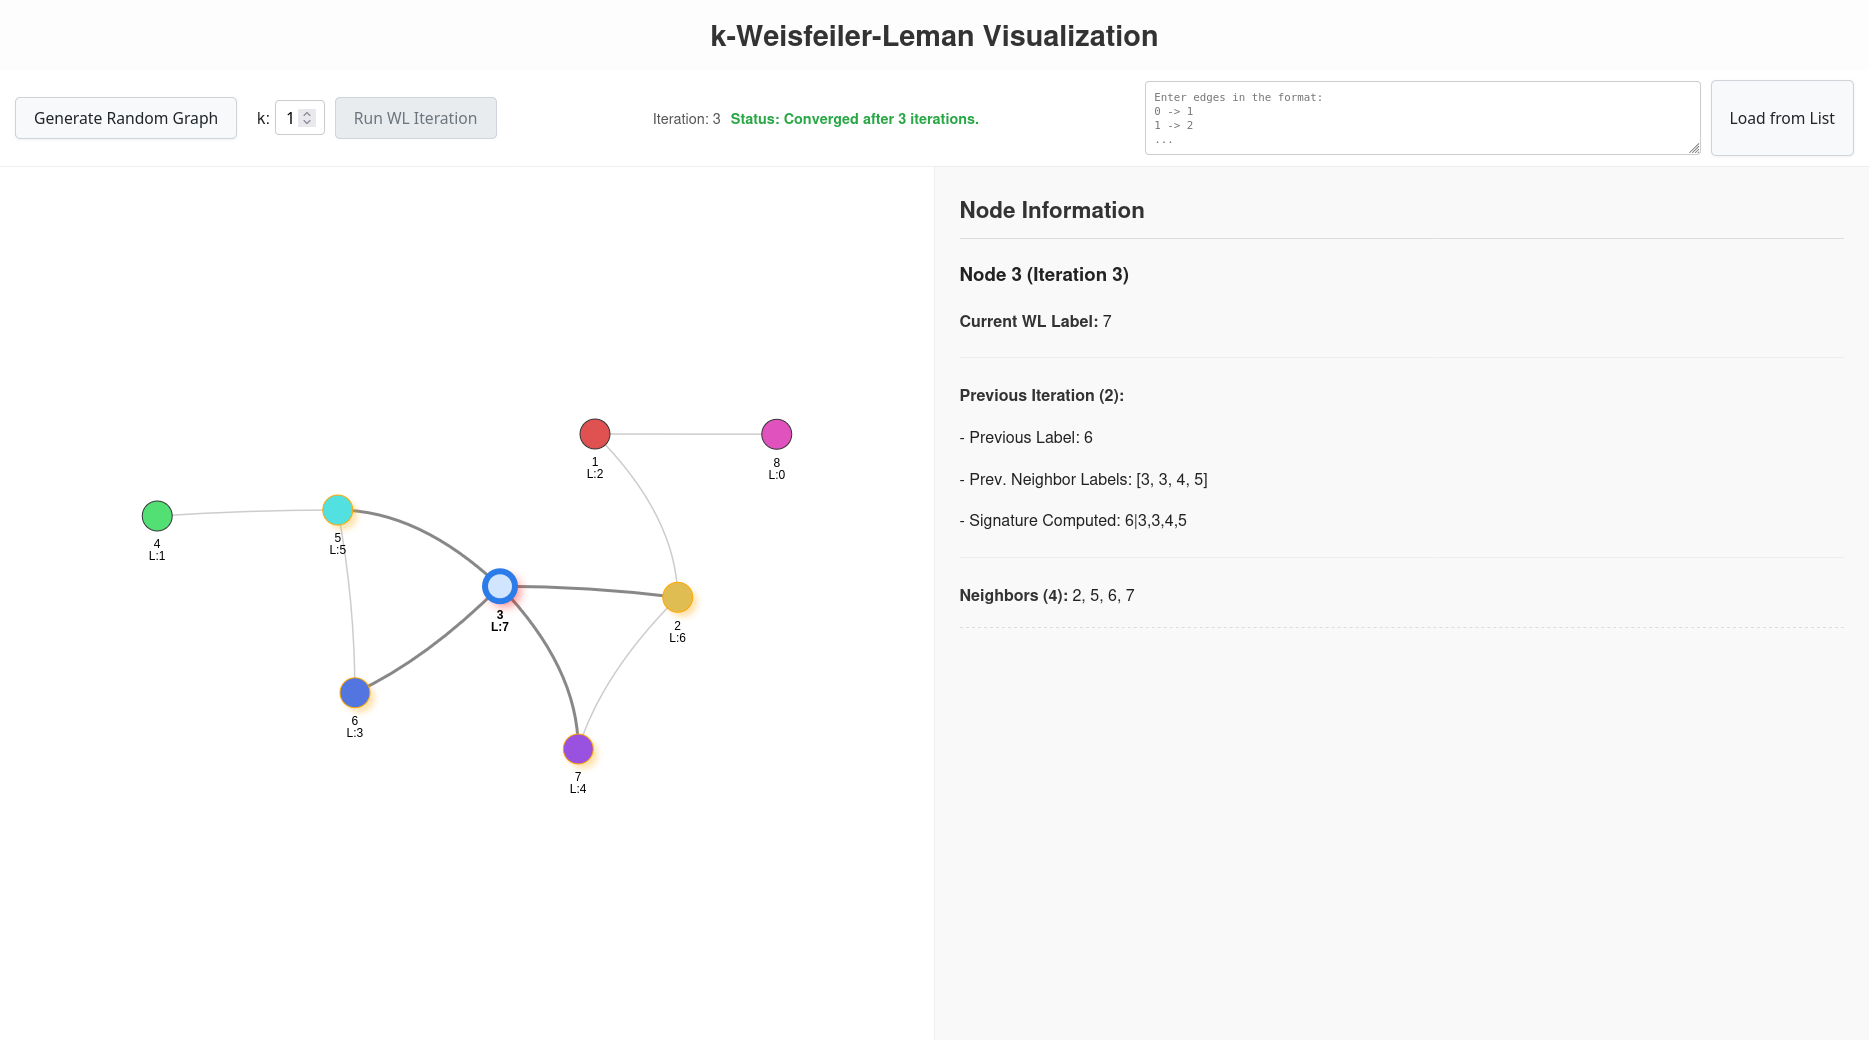 k-Weisfeiler-Leman Visualization
Generate Random Graph
k: 1
Run WL Iteration
Iteration: 3 Status: Converged after 3 iterations.
Enter edges in the format:
0 -> 1
1 -> 2
...
Load from List
1
L:2
8
L:0
4
L:1
5
L:5
3
L:7
2
L:6
6
L:3
7
L:4
Node Information
Node 3 (Iteration 3)
Current WL Label: 7
Previous Iteration (2):
- Previous Label: 6
- Prev. Neighbor Labels: [3, 3, 4, 5]
- Signature Computed: 6|3,3,4,5
Neighbors (4): 2, 5, 6, 7